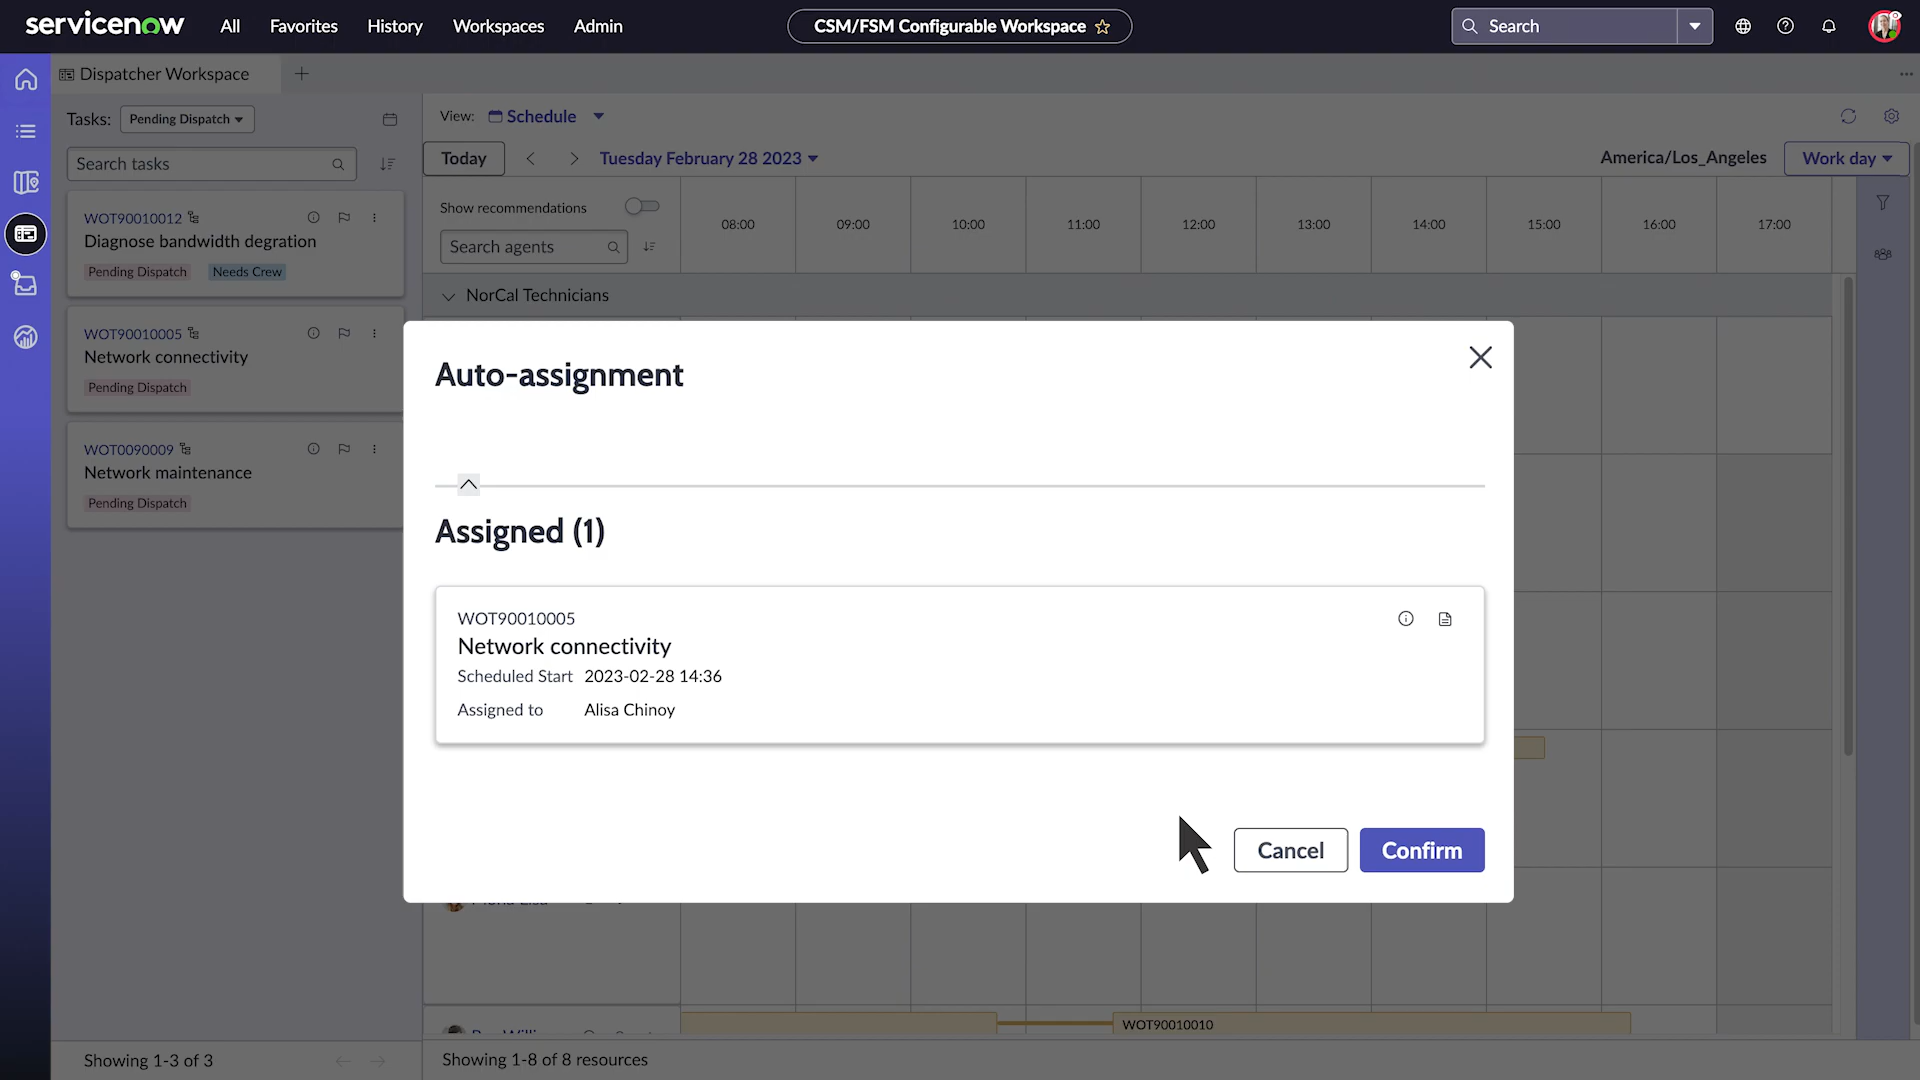 servicenow
All
Favorites
History
Workspaces
Admin
CSM/FSM Configurable Workspace
Search
Dispatcher Workspace
Tasks:
Pending Dispatch
Search tasks
WOT90010012
Diagnose bandwidth degration
Pending Dispatch
Needs Crew
WOT90010005
Network connectivity
Pending Dispatch
WOT0090009
Network maintenance
Pending Dispatch
Showing 1-3 of 3
View:
Schedule
Today
Tuesday February 28 2023
America/Los_Angeles
Work day
Show recommendations
Search agents
08:00
09:00
10:00
11:00
12:00
13:00
14:00
15:00
16:00
17:00
NorCal Technicians
Auto-assignment
Assigned (1)
WOT90010005
Network connectivity
Scheduled Start 2023-02-28 14:36
Assigned to Alisa Chinoy
Cancel
Confirm
WOT90010010
Showing 1-8 of 8 resources